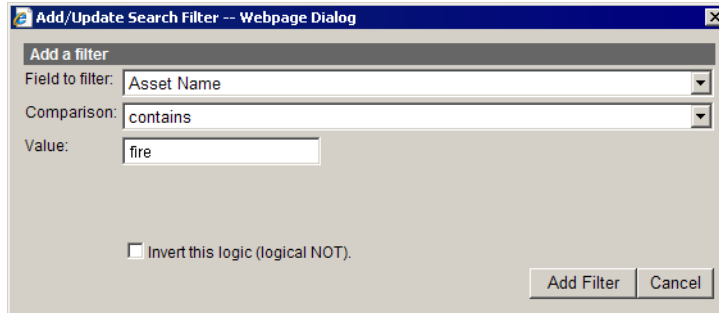 Add/Update Search Filter -- Webpage Dialog
Add a filter
Field to filter: Asset Name
Comparison: contains
Value: fire
Invert this logic (logical NOT).
Add Filter Cancel